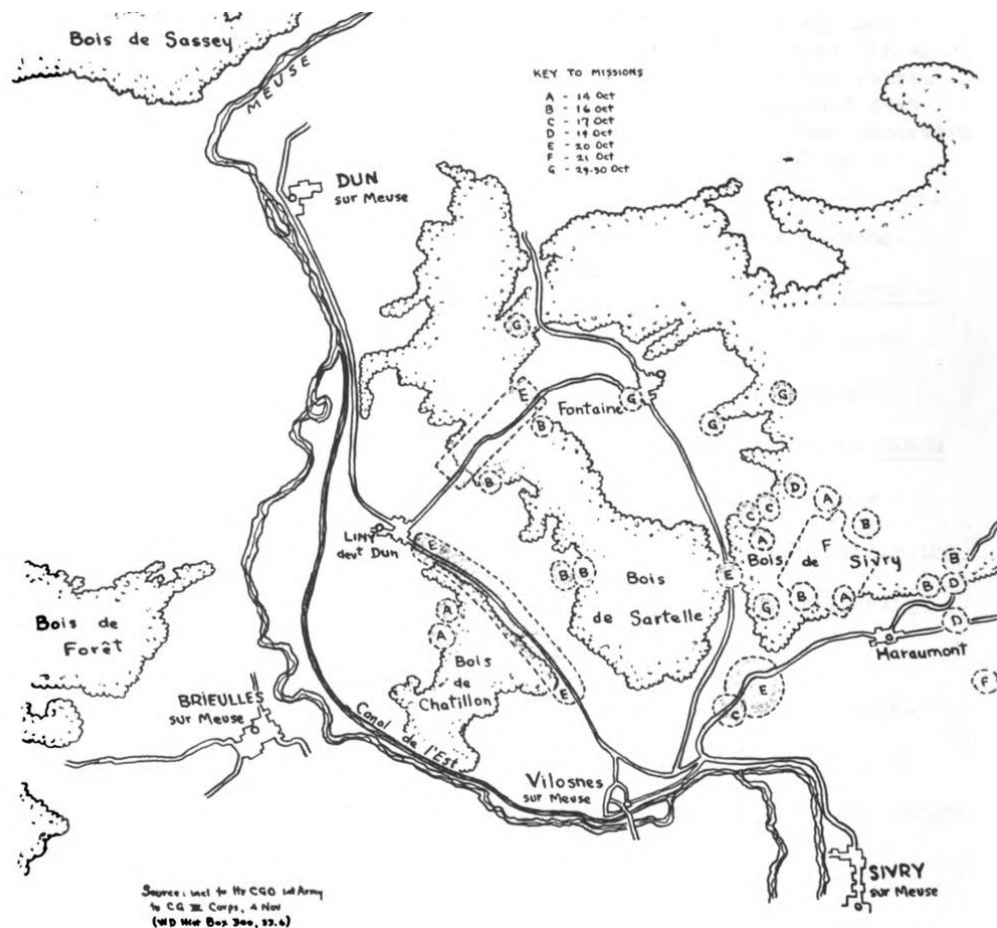 Bois de Sassey
MEUSE
KEY TO MISSIONS
A - 14 Oct
B - 16 Oct
C - 17 Oct
D - 19 Oct
E - 20 Oct
F - 21 Oct
G - 29-30 Oct
DUN
sur Meuse
G
E
Fontaine
G
G
G
B
B
LINY
devt Dun
E
D
A
C
C
B
A
F
Bois
de
Sivry
B
B
B
Bois
de Sartelle
E
G
B
A
B
D
D
Haraumont
A
A
Bois
de
Chatillon
E
E
C
F
Bois de
Forêt
BRIEULLES
sur Meuse
Canal
de l'Est
Vilosnes
sur Meuse
SIVRY
sur Meuse
Source: incl to ltr CGO 1st Army
to CG III Corps, 4 Nov
(WD Hist Box 300, 33.6)